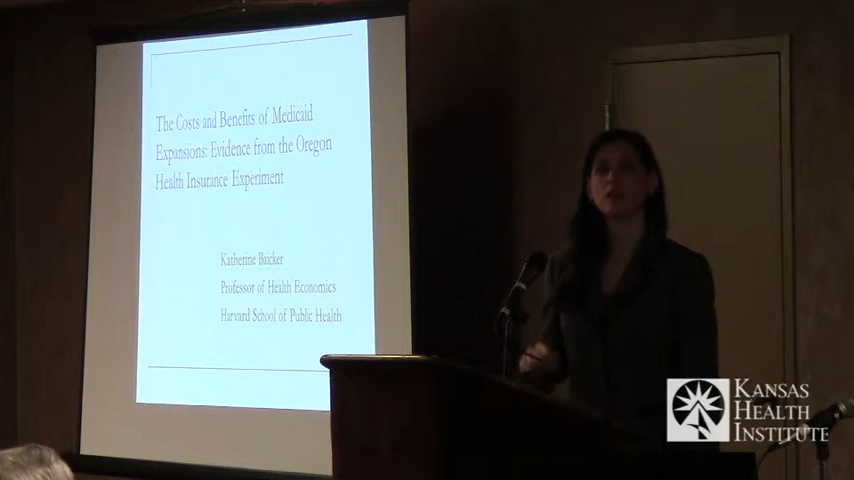 The Costs and Benefits of Medicaid
Expansions: Evidence from the Oregon
Health Insurance Experiment
Katherine Baicker
Professor of Health Economics
Harvard School of Public Health
KANSAS
HEALTH
INSTITUTE